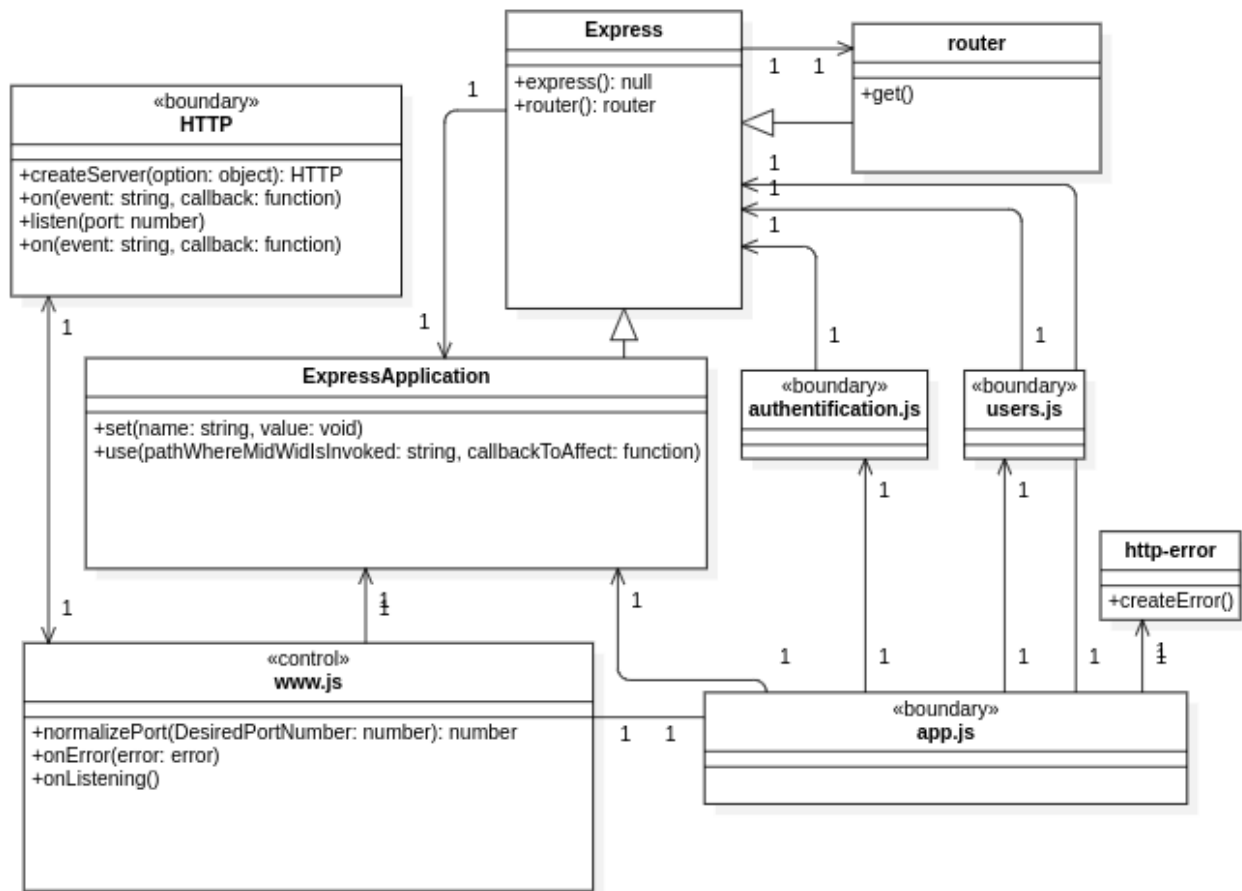 Express
+express(): null
+router(): router
router
+get()
1
1
1
«boundary»
HTTP
+createServer(option: object): HTTP
+on(event: string, callback: function)
+listen(port: number)
+on(event: string, callback: function)
1
1
1
1
1
1
1
ExpressApplication
+set(name: string, value: void)
+use(pathWhereMidWidIsInvoked: string, callbackToAffect: function)
«boundary»
authentification.js
«boundary»
users.js
1
1
http-error
+createError()
1
1
1
1
1
1
1
1
1
1
1
«control»
www.js
+normalizePort(DesiredPortNumber: number): number
+onError(error: error)
+onListening()
1
1
«boundary»
app.js